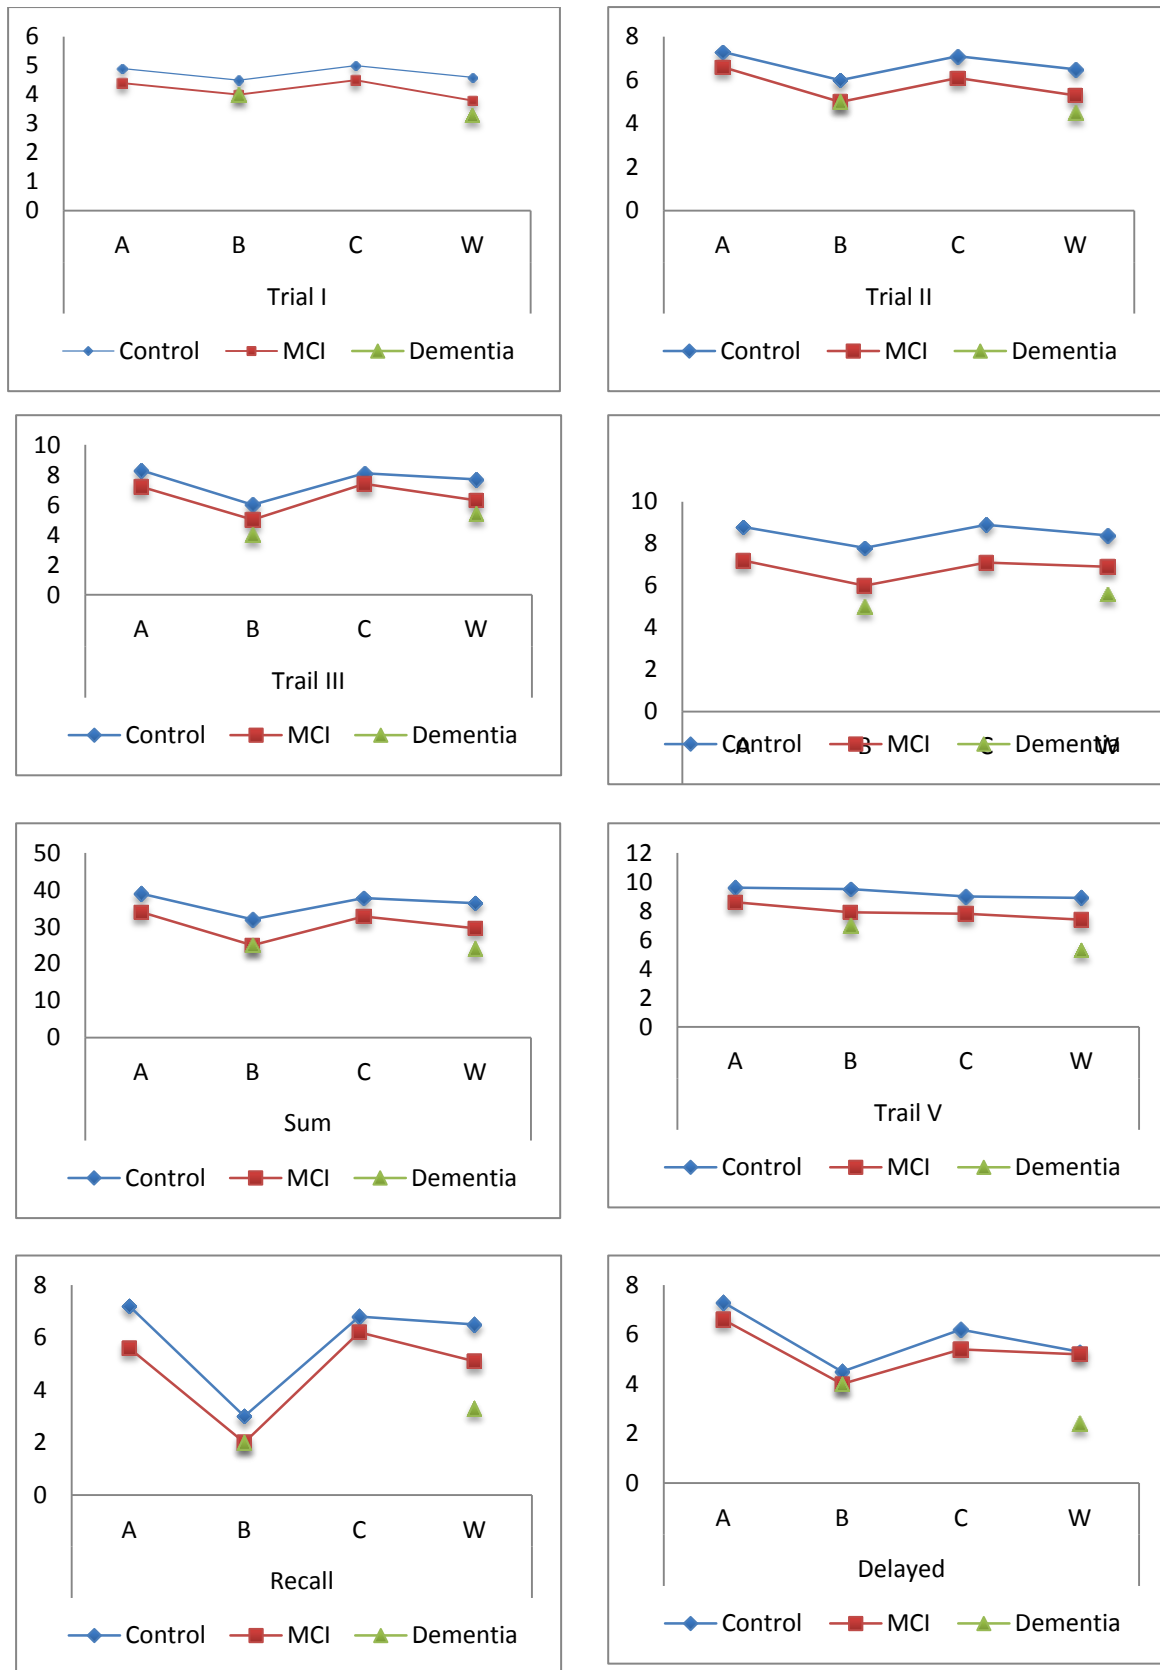 6
5
4
3
2
1
0
A B C W
Trial I
Control MCI Dementia
8
6
4
2
0
A B C W
Trial II
Control MCI Dementia
10
8
6
4
2
0
A B C W
Trail III
Control MCI Dementia
10
8
6
4
2
0
A B C W
Control MCI Dementia
50
40
30
20
10
0
A B C W
Sum
Control MCI Dementia
12
10
8
6
4
2
0
A B C W
Trail V
Control MCI Dementia
8
6
4
2
0
A B C W
Recall
Control MCI Dementia
8
6
4
2
0
A B C W
Delayed
Control MCI Dementia